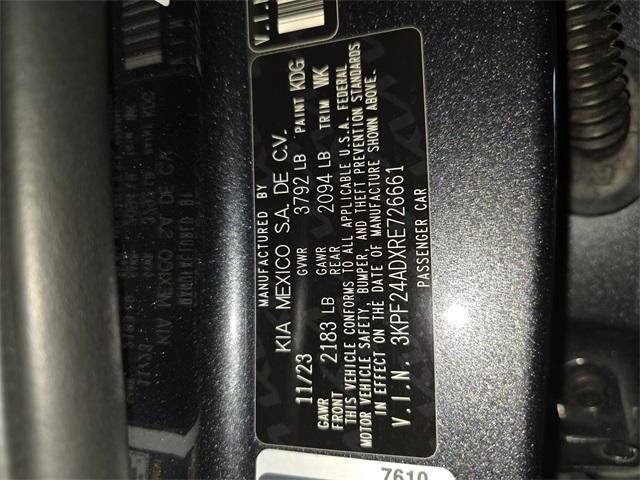 V.I.N.
MANUFACTURED BY
KIA MEXICO S.A. DE C.V.
11/23 GVWR 3792 LB PAINT KDG
GAWR FRONT 2183 LB GAWR REAR 2094 LB TRIM WK
THIS VEHICLE CONFORMS TO ALL APPLICABLE U.S.A. FEDERAL
MOTOR VEHICLE SAFETY, BUMPER, AND THEFT PREVENTION STANDARDS
IN EFFECT ON THE DATE OF MANUFACTURE SHOWN ABOVE.
V.I.N. 3KPF24ADXRE726661
PASSENGER CAR
7610